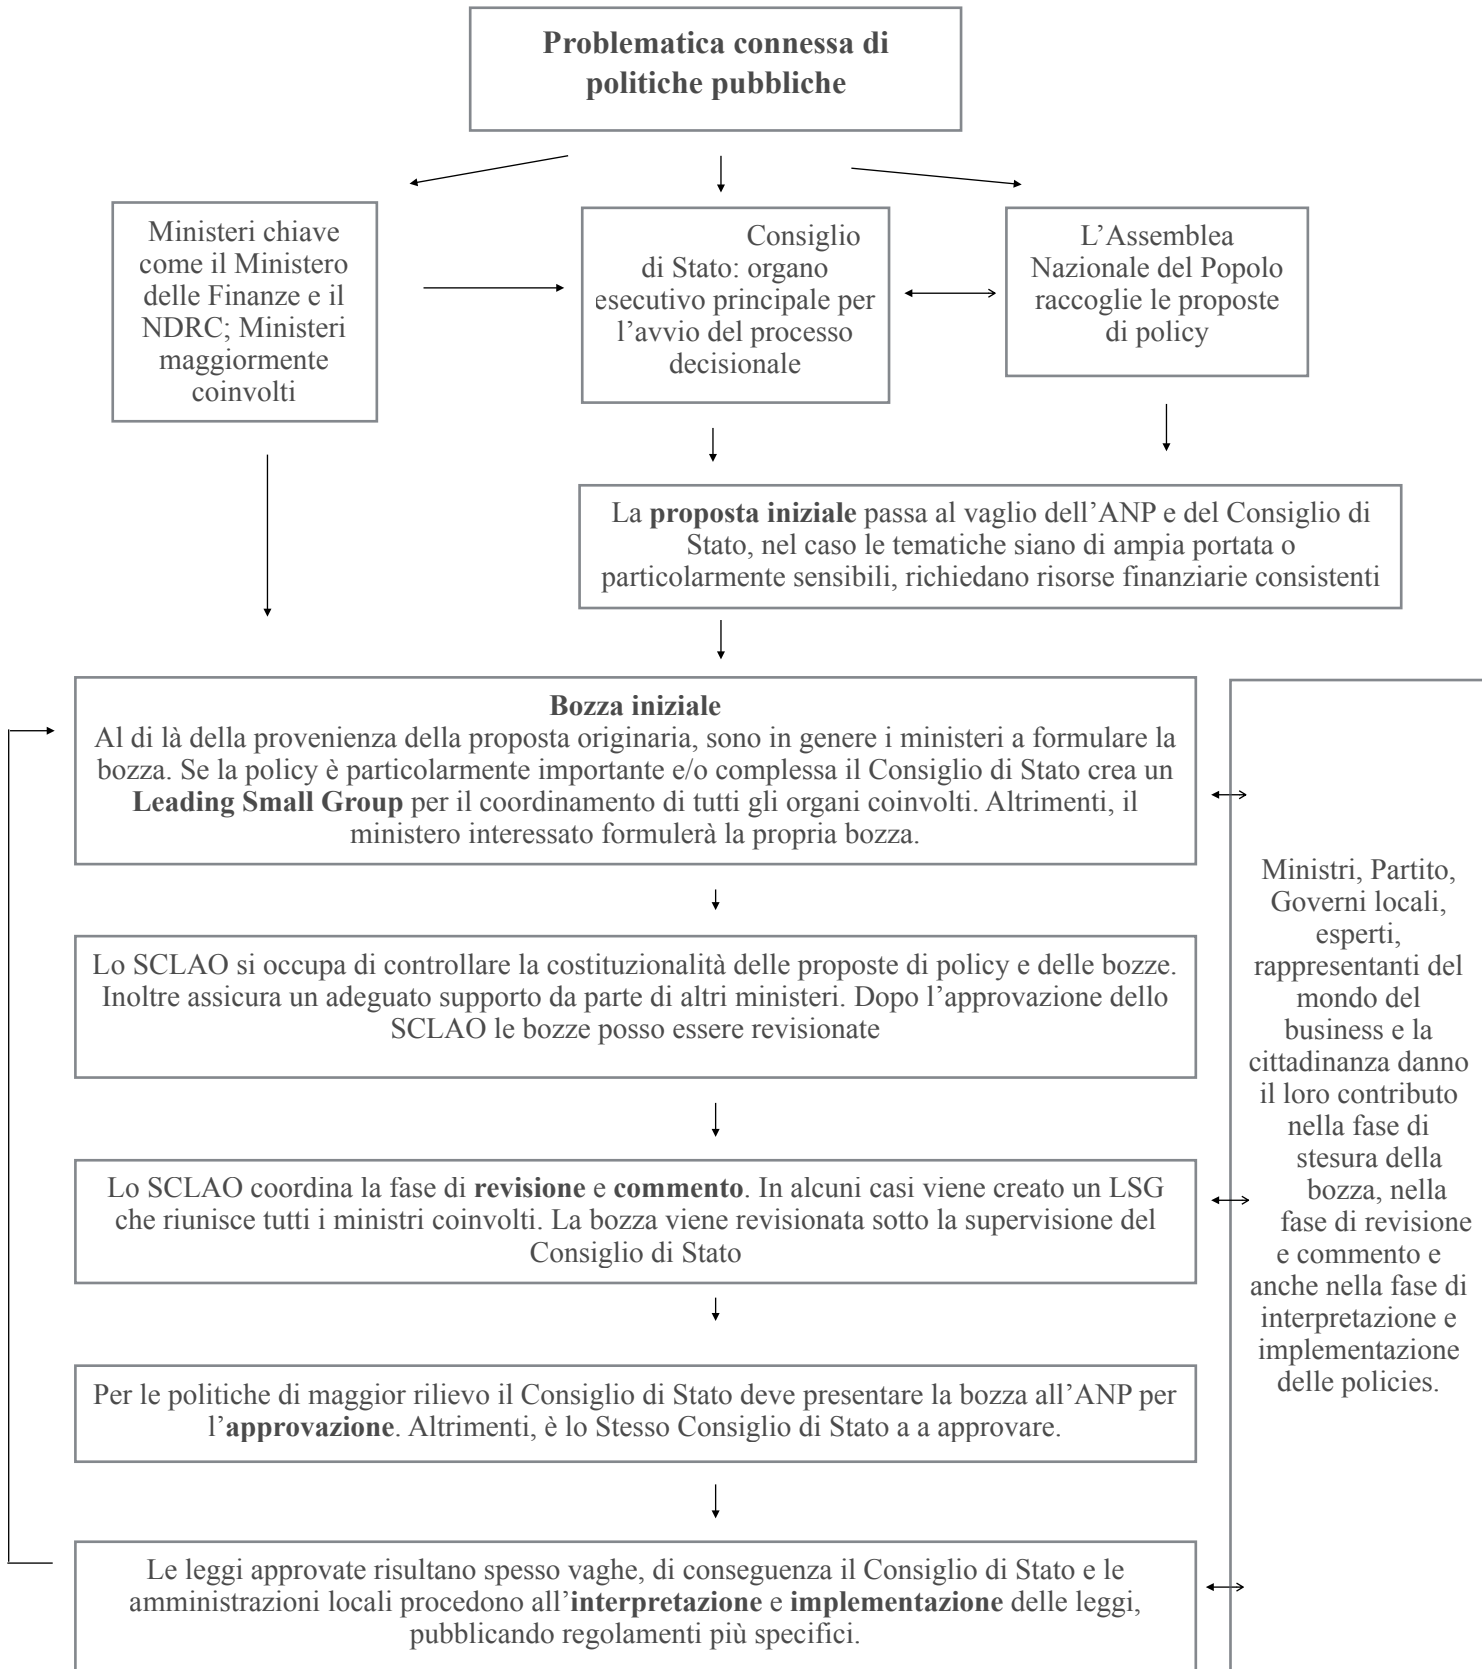 Problematica connessa di
politiche pubbliche
Ministeri chiave
come il Ministero
delle Finanze e il
NDRC; Ministeri
maggiormente
coinvolti
Consiglio
di Stato: organo
esecutivo principale per
l’avvio del processo
decisionale
L’Assemblea
Nazionale del Popolo
raccoglie le proposte
di policy
La proposta iniziale passa al vaglio dell’ANP e del Consiglio di
Stato, nel caso le tematiche siano di ampia portata o
particolarmente sensibili, richiedano risorse finanziarie consistenti
Bozza iniziale
Al di là della provenienza della proposta originaria, sono in genere i ministeri a formulare la
bozza. Se la policy è particolarmente importante e/o complessa il Consiglio di Stato crea un
Leading Small Group per il coordinamento di tutti gli organi coinvolti. Altrimenti, il
ministero interessato formulerà la propria bozza.
Lo SCLAO si occupa di controllare la costituzionalità delle proposte di policy e delle bozze.
Inoltre assicura un adeguato supporto da parte di altri ministeri. Dopo l’approvazione dello
SCLAO le bozze posso essere revisionate
Lo SCLAO coordina la fase di revisione e commento. In alcuni casi viene creato un LSG
che riunisce tutti i ministri coinvolti. La bozza viene revisionata sotto la supervisione del
Consiglio di Stato
Per le politiche di maggior rilievo il Consiglio di Stato deve presentare la bozza all’ANP per
l’approvazione. Altrimenti, è lo Stesso Consiglio di Stato a a approvare.
Le leggi approvate risultano spesso vaghe, di conseguenza il Consiglio di Stato e le
amministrazioni locali procedono all’interpretazione e implementazione delle leggi,
pubblicando regolamenti più specifici.
Ministri, Partito,
Governi locali,
esperti,
rappresentanti del
mondo del
business e la
cittadinanza danno
il loro contributo
nella fase di
stesura della
bozza, nella
fase di revisione
e commento e
anche nella fase di
interpretazione e
implementazione
delle policies.